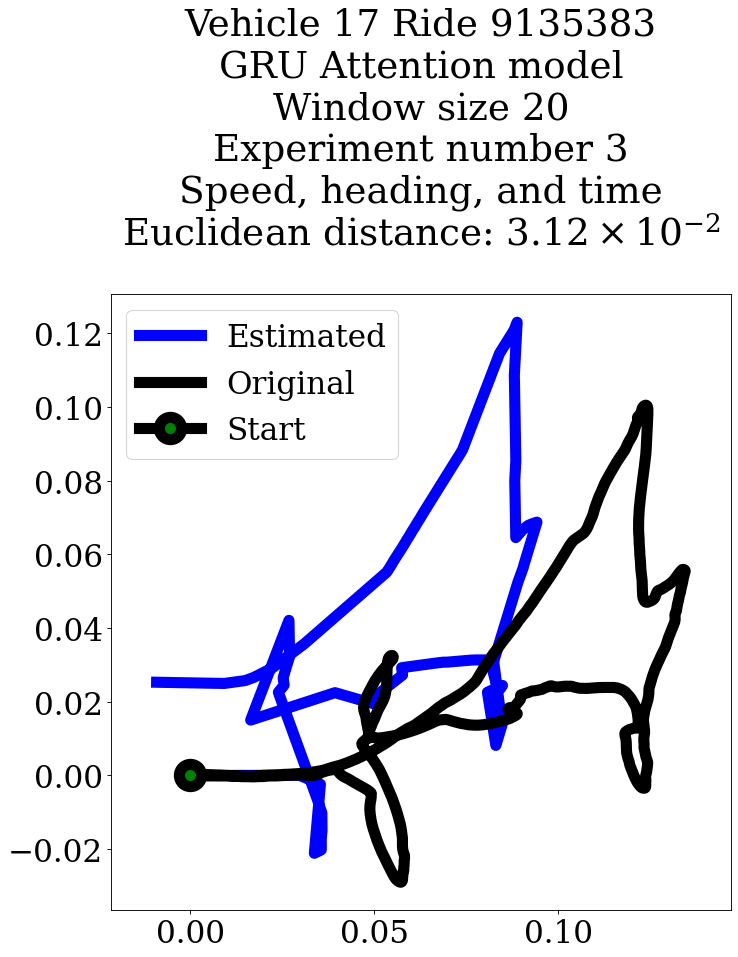 Vehicle 17 Ride 9135383
GRU Attention model
Window size 20
Experiment number 3
Speed, heading, and time
Euclidean distance: 3.12 × 10⁻²
Estimated
Original
Start
0.12
0.10
0.08
0.06
0.04
0.02
0.00
−0.02
0.00 0.05 0.10